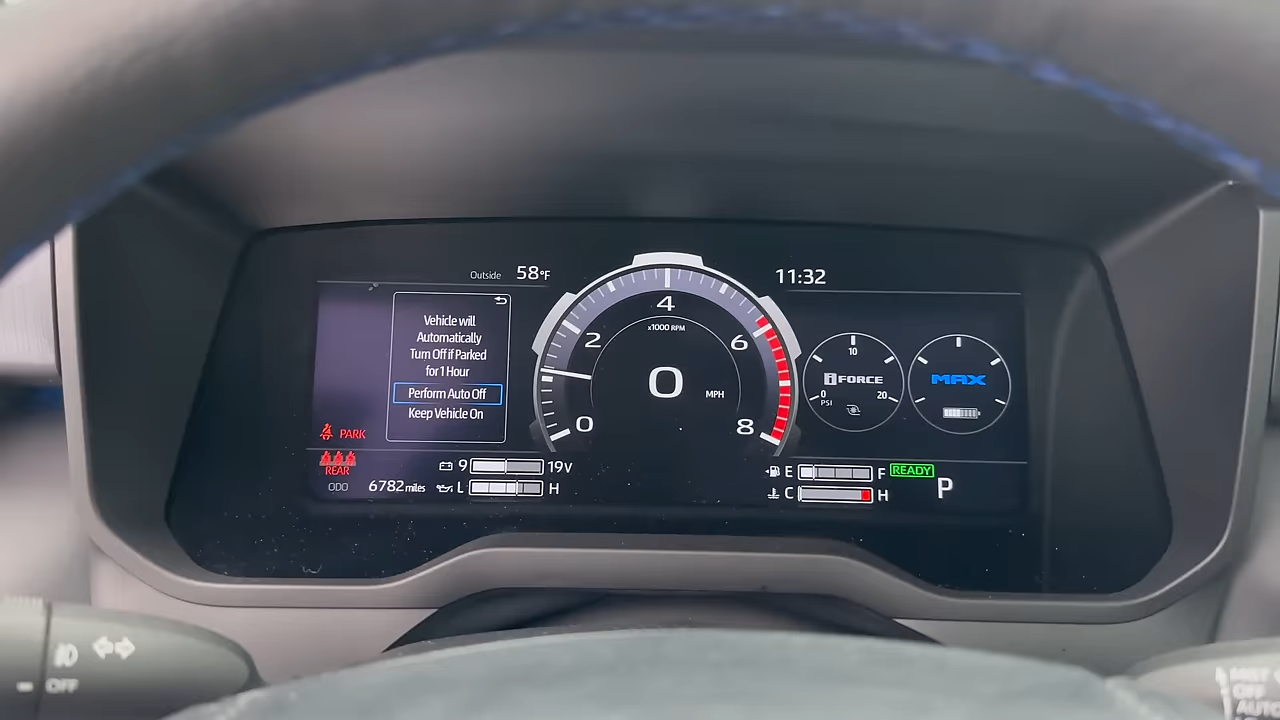 Outside 58°F
11:32
Vehicle will
Automatically
Turn Off if Parked
for 1 Hour
Perform Auto Off
Keep Vehicle On
0
2
4
6
8
x1000 RPM
0 MPH
10
iFORCE
0
20
PSI
MAX
PARK
REAR
ODO 6782 miles
9 19V
L H
E F
C H
READY
P
OFF
OFF
AUTO